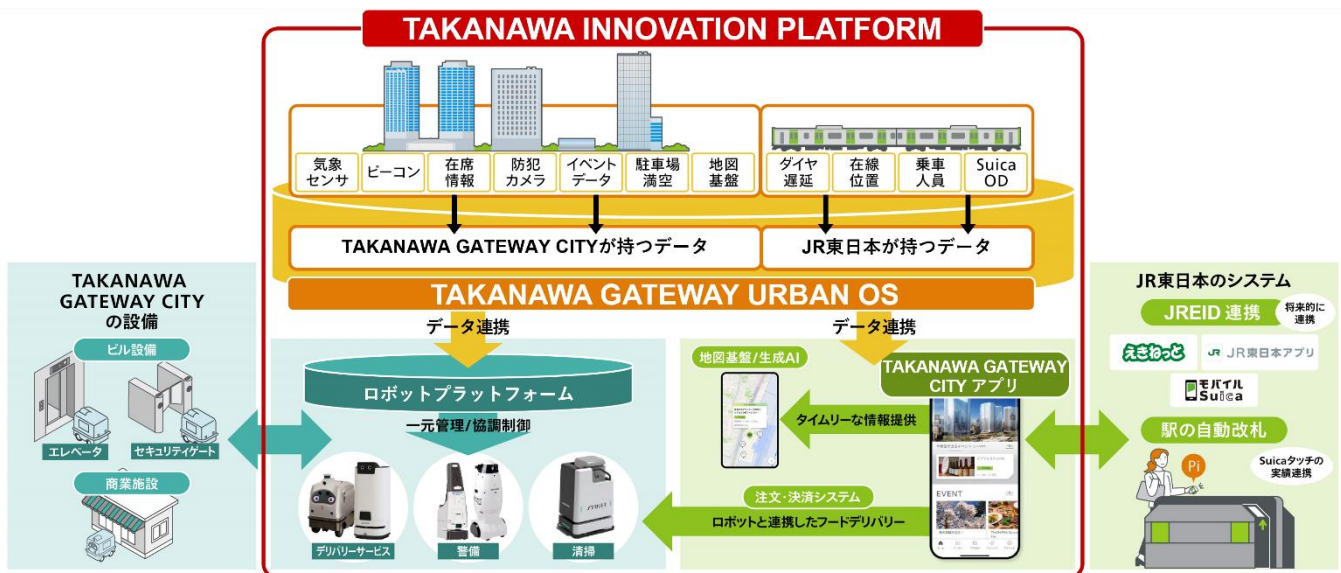 TAKANAWA INNOVATION PLATFORM
気象
センサ
ビーコン
在席
情報
防犯
カメラ
イベント
データ
駐車場
満空
地図
基盤
ダイヤ
遅延
在線
位置
乗車
人員
Suica
OD
TAKANAWA GATEWAY CITYが持つデータ
JR東日本が持つデータ
TAKANAWA GATEWAY URBAN OS
データ連携
データ連携
TAKANAWA
GATEWAY CITY
の設備
ビル設備
エレベータ
セキュリティゲート
商業施設
ロボットプラットフォーム
一元管理/協調制御
デリバリーサービス
警備
清掃
地図基盤/生成AI
TAKANAWA GATEWAY
CITY アプリ
タイムリーな情報提供
注文・決済システム
ロボットと連携したフードデリバリー
EVENT
JR東日本のシステム
JREID 連携
将来的に
連携
えきねっと
JR JR東日本アプリ
モバイル
Suica
駅の自動改札
Suicaタッチの
実績連携
Pi